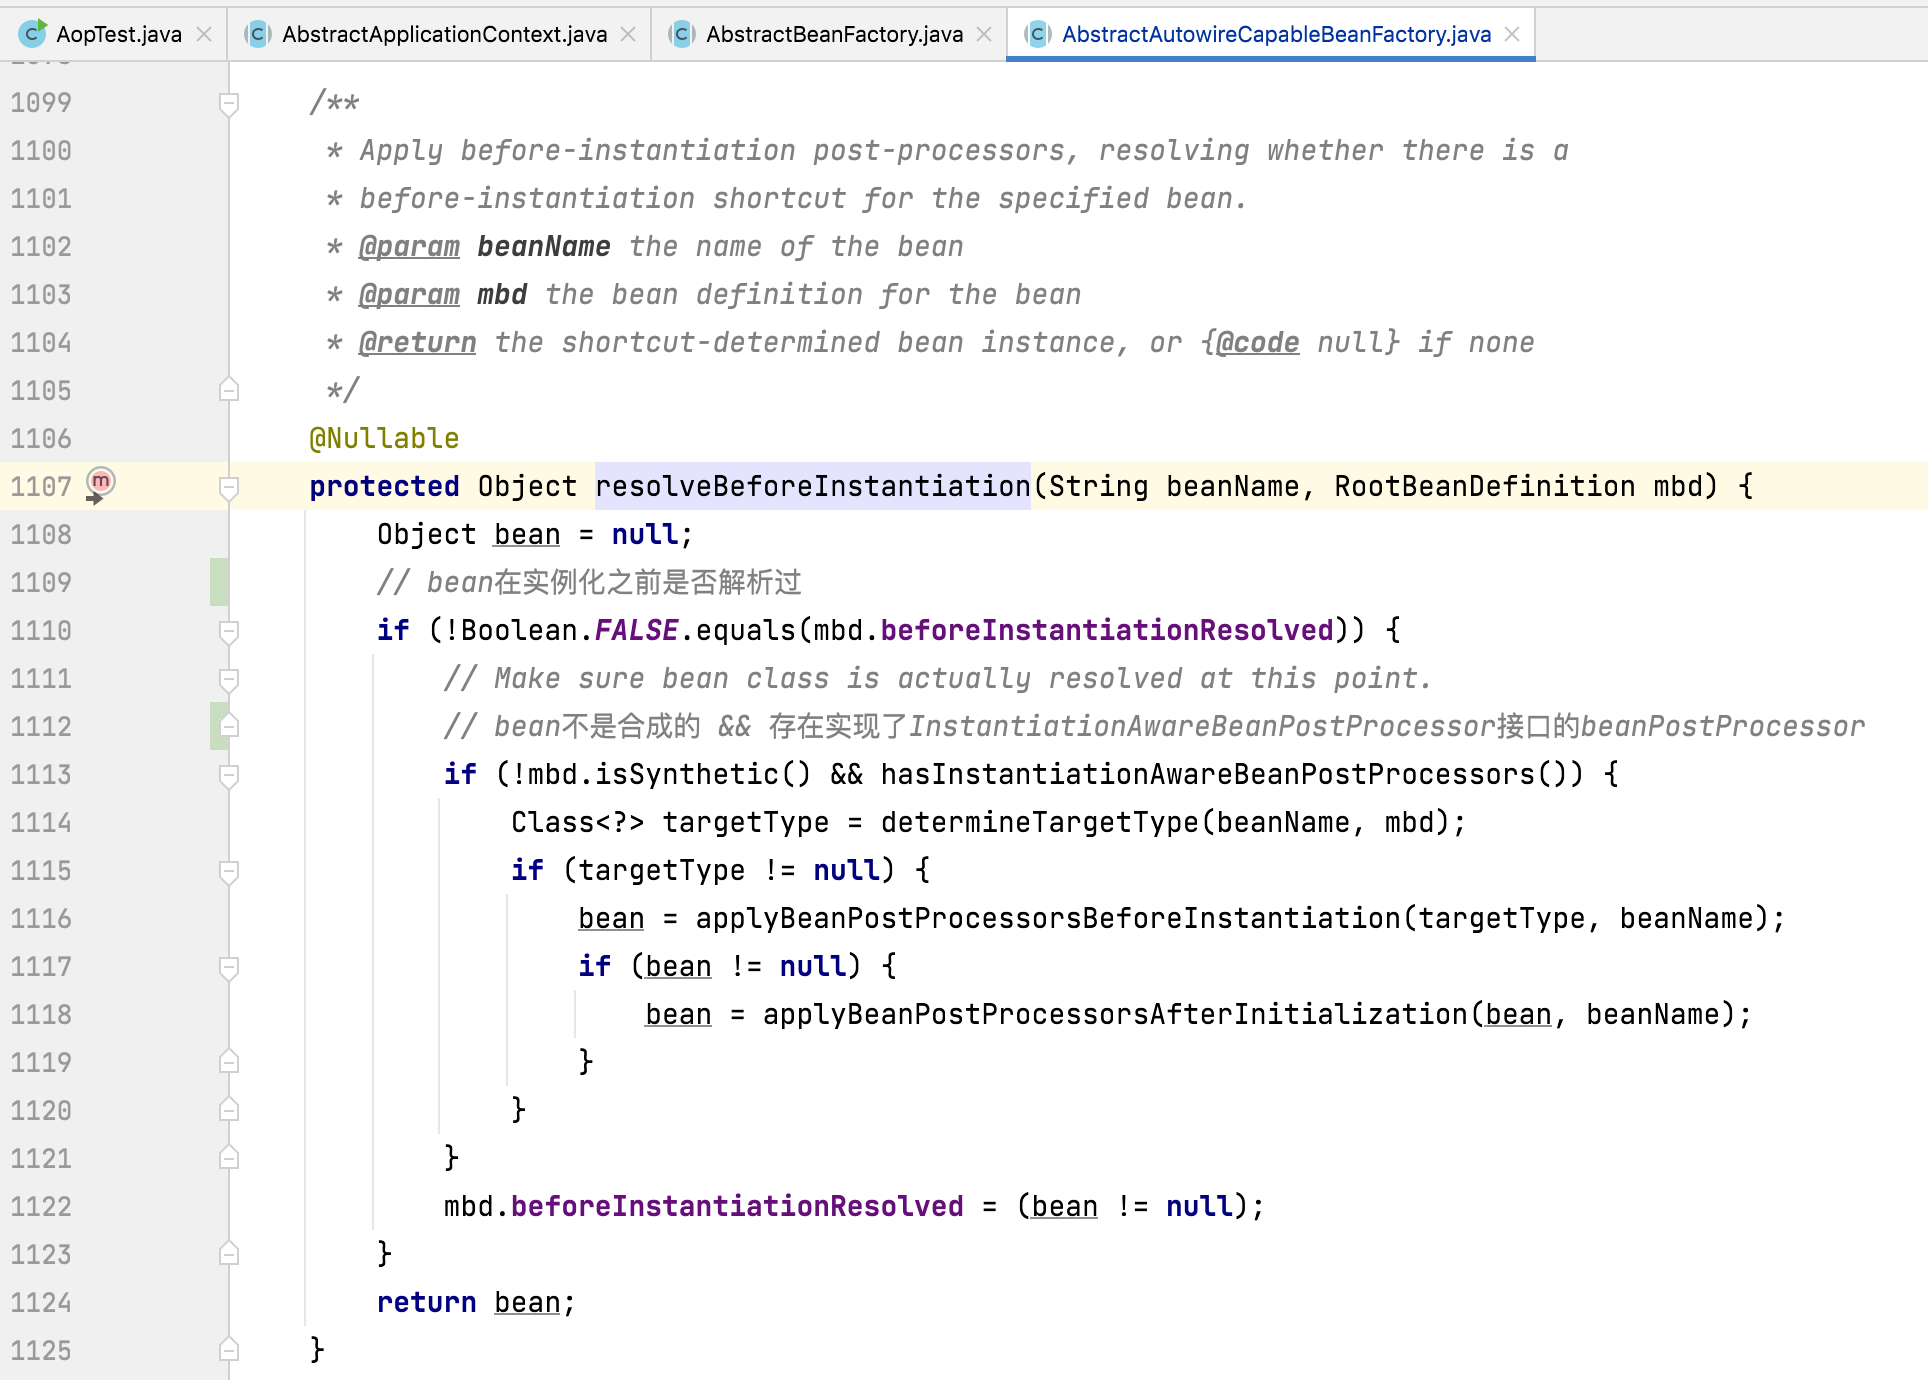 AopTest.java AbstractApplicationContext.java AbstractBeanFactory.java AbstractAutowireCapableBeanFactory.java
1099 /**
1100 * Apply before-instantiation post-processors, resolving whether there is a
1101 * before-instantiation shortcut for the specified bean.
1102 * @param beanName the name of the bean
1103 * @param mbd the bean definition for the bean
1104 * @return the shortcut-determined bean instance, or {@code null} if none
1105 */
1106 @Nullable
1107 protected Object resolveBeforeInstantiation(String beanName, RootBeanDefinition mbd) {
1108 Object bean = null;
1109 // bean在实例化之前是否解析过
1110 if (!Boolean.FALSE.equals(mbd.beforeInstantiationResolved)) {
1111 // Make sure bean class is actually resolved at this point.
1112 // bean不是合成的 && 存在实现了InstantiationAwareBeanPostProcessor接口的beanPostProcessor
1113 if (!mbd.isSynthetic() && hasInstantiationAwareBeanPostProcessors()) {
1114 Class<?> targetType = determineTargetType(beanName, mbd);
1115 if (targetType != null) {
1116 bean = applyBeanPostProcessorsBeforeInstantiation(targetType, beanName);
1117 if (bean != null) {
1118 bean = applyBeanPostProcessorsAfterInitialization(bean, beanName);
1119 }
1120 }
1121 }
1122 mbd.beforeInstantiationResolved = (bean != null);
1123 }
1124 return bean;
1125 }